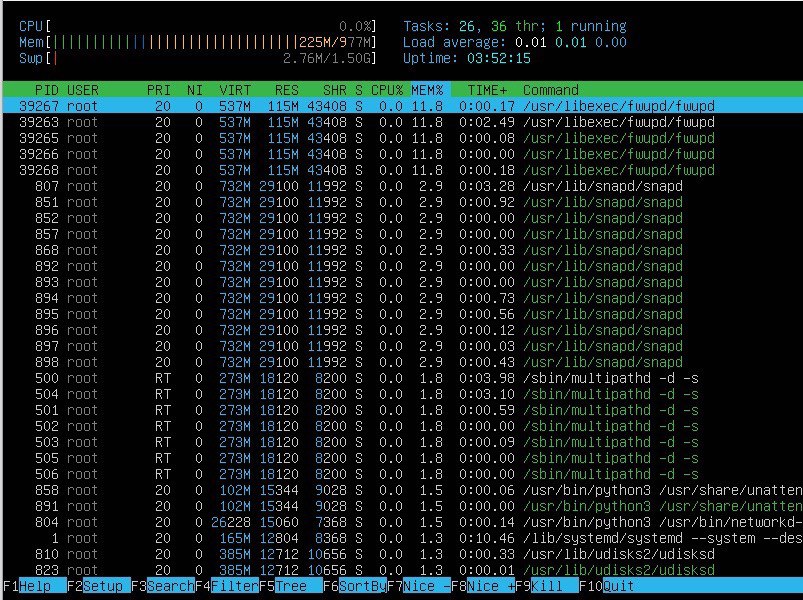 CPU[ 0.0%] Tasks: 26, 36 thr; 1 running
Mem[||||||||||||||||||||||||||||||||225M/977M] Load average: 0.01 0.01 0.00
Swp[| 2.76M/1.50G] Uptime: 03:52:15
PID USER PRI NI VIRT RES SHR S CPU% MEM% TIME+ Command
39267 root 20 0 537M 115M 43408 S 0.0 11.8 0:00.17 /usr/libexec/fwupd/fwupd
39263 root 20 0 537M 115M 43408 S 0.0 11.8 0:02.49 /usr/libexec/fwupd/fwupd
39265 root 20 0 537M 115M 43408 S 0.0 11.8 0:00.08 /usr/libexec/fwupd/fwupd
39266 root 20 0 537M 115M 43408 S 0.0 11.8 0:00.00 /usr/libexec/fwupd/fwupd
39268 root 20 0 537M 115M 43408 S 0.0 11.8 0:00.18 /usr/libexec/fwupd/fwupd
807 root 20 0 732M 29100 11992 S 0.0 2.9 0:03.28 /usr/lib/snapd/snapd
851 root 20 0 732M 29100 11992 S 0.0 2.9 0:00.92 /usr/lib/snapd/snapd
852 root 20 0 732M 29100 11992 S 0.0 2.9 0:00.00 /usr/lib/snapd/snapd
857 root 20 0 732M 29100 11992 S 0.0 2.9 0:00.00 /usr/lib/snapd/snapd
868 root 20 0 732M 29100 11992 S 0.0 2.9 0:00.33 /usr/lib/snapd/snapd
892 root 20 0 732M 29100 11992 S 0.0 2.9 0:00.00 /usr/lib/snapd/snapd
893 root 20 0 732M 29100 11992 S 0.0 2.9 0:00.00 /usr/lib/snapd/snapd
894 root 20 0 732M 29100 11992 S 0.0 2.9 0:00.73 /usr/lib/snapd/snapd
895 root 20 0 732M 29100 11992 S 0.0 2.9 0:00.56 /usr/lib/snapd/snapd
896 root 20 0 732M 29100 11992 S 0.0 2.9 0:00.12 /usr/lib/snapd/snapd
897 root 20 0 732M 29100 11992 S 0.0 2.9 0:00.03 /usr/lib/snapd/snapd
898 root 20 0 732M 29100 11992 S 0.0 2.9 0:00.43 /usr/lib/snapd/snapd
500 root RT 0 273M 18120 8200 S 0.0 1.8 0:03.98 /sbin/multipathd -d -s
504 root RT 0 273M 18120 8200 S 0.0 1.8 0:03.10 /sbin/multipathd -d -s
501 root RT 0 273M 18120 8200 S 0.0 1.8 0:00.59 /sbin/multipathd -d -s
502 root RT 0 273M 18120 8200 S 0.0 1.8 0:00.00 /sbin/multipathd -d -s
503 root RT 0 273M 18120 8200 S 0.0 1.8 0:00.09 /sbin/multipathd -d -s
505 root RT 0 273M 18120 8200 S 0.0 1.8 0:00.00 /sbin/multipathd -d -s
506 root RT 0 273M 18120 8200 S 0.0 1.8 0:00.00 /sbin/multipathd -d -s
858 root 20 0 102M 15344 9028 S 0.0 1.5 0:00.06 /usr/bin/python3 /usr/share/unatten
891 root 20 0 102M 15344 9028 S 0.0 1.5 0:00.00 /usr/bin/python3 /usr/share/unatten
804 root 20 0 26228 15060 7368 S 0.0 1.5 0:00.14 /usr/bin/python3 /usr/bin/networkd-
1 root 20 0 165M 12804 8368 S 0.0 1.3 0:10.46 /lib/systemd/systemd --system --des
810 root 20 0 385M 12712 10656 S 0.0 1.3 0:00.33 /usr/lib/udisks2/udisksd
823 root 20 0 385M 12712 10656 S 0.0 1.3 0:00.01 /usr/lib/udisks2/udisksd
F1Help F2Setup F3SearchF4FilterF5Tree F6SortByF7Nice -F8Nice +F9Kill F10Quit